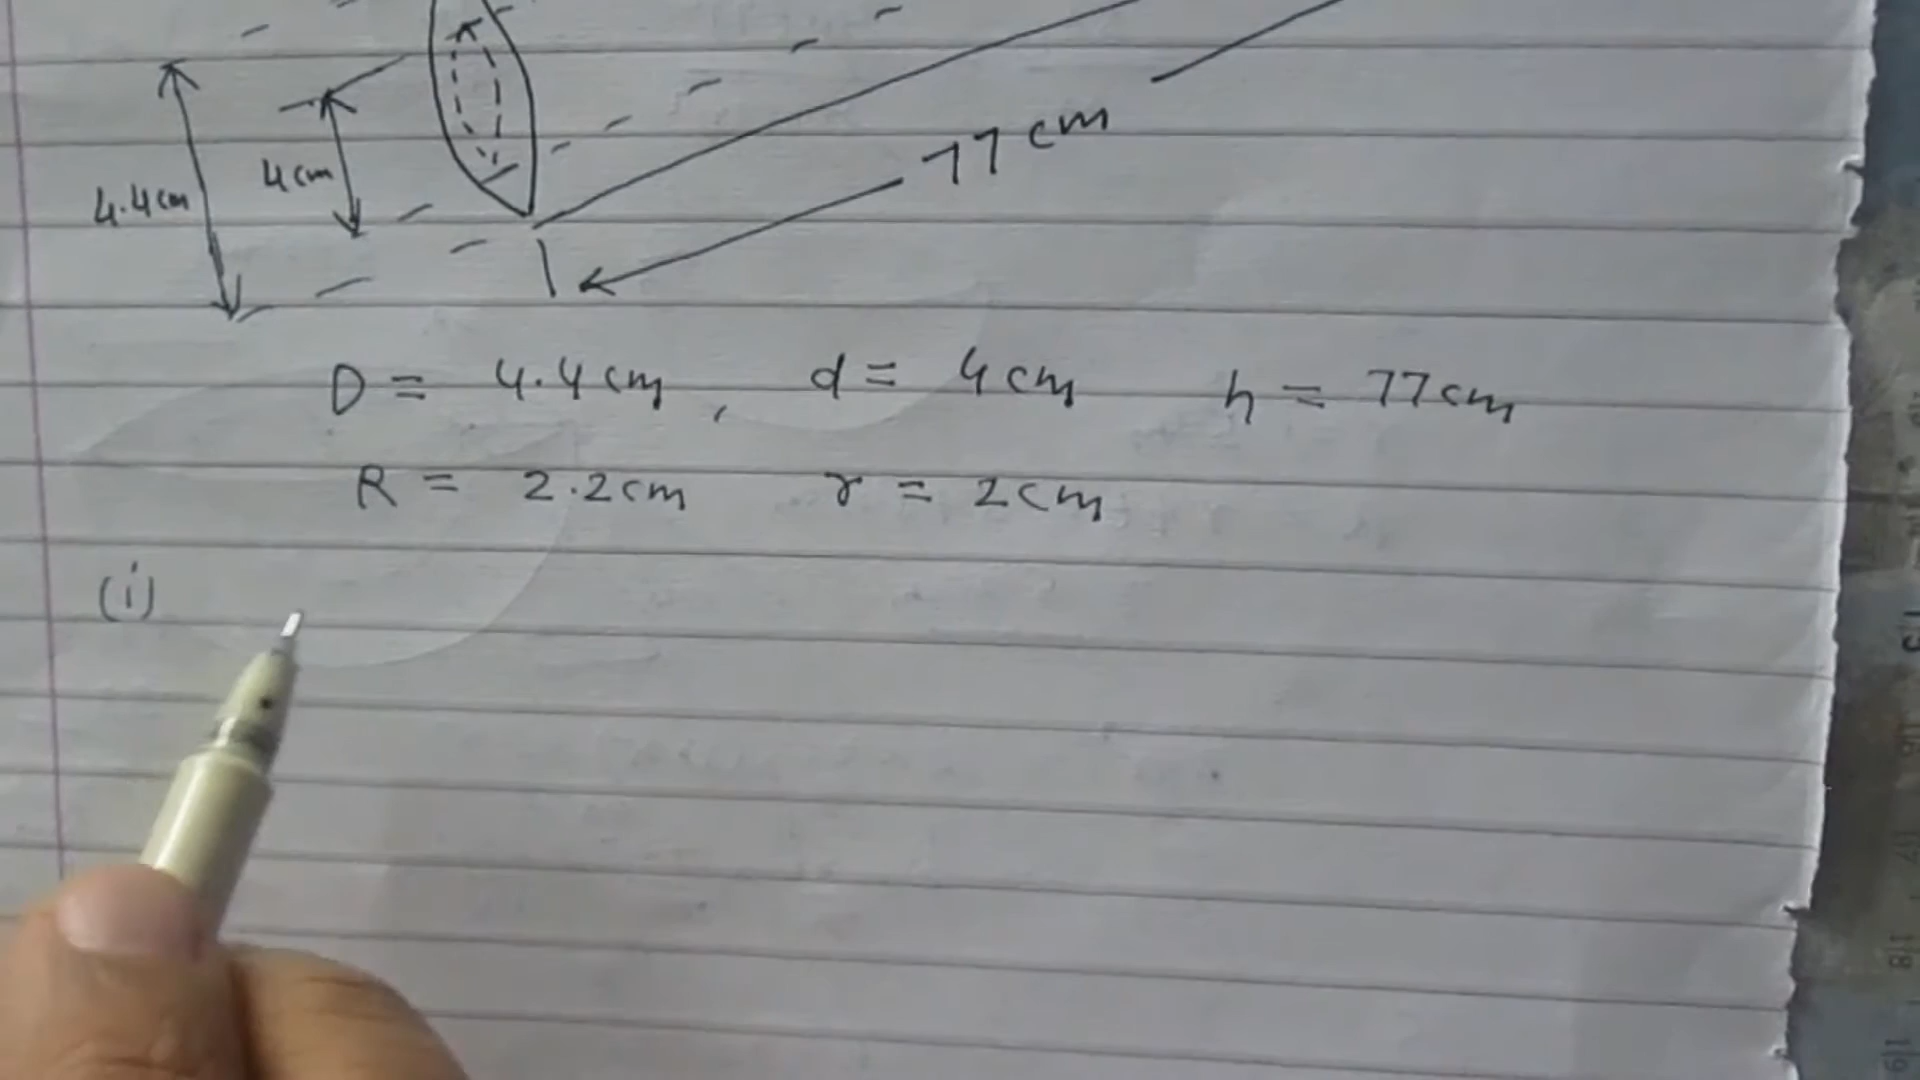 77 cm
4 cm
4.4 cm
D = 4.4 cm, d = 4 cm h = 77 cm
R = 2.2 cm r = 2 cm
(i)